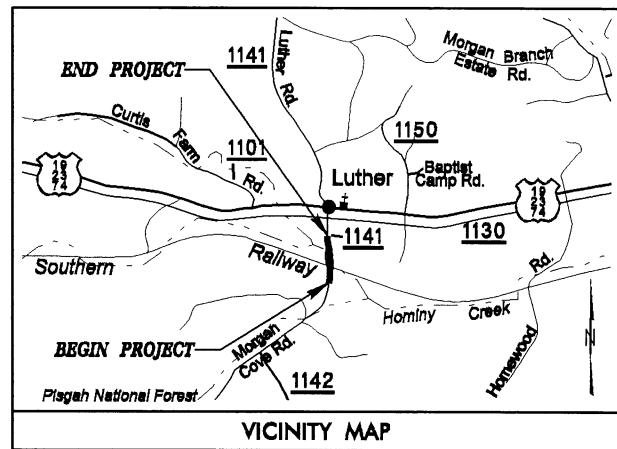 Morgan Branch
Estate Rd.
1141
Luther Rd.
END PROJECT
Curtis Farm Rd.
1101
1150
Baptist
Camp Rd.
Luther
19
23
74
19
23
74
1130
1141
Southern Railway
Hominy Creek
Homewood Rd.
N
BEGIN PROJECT
Morgan
Cove Rd.
1142
Pisgah National Forest
VICINITY MAP